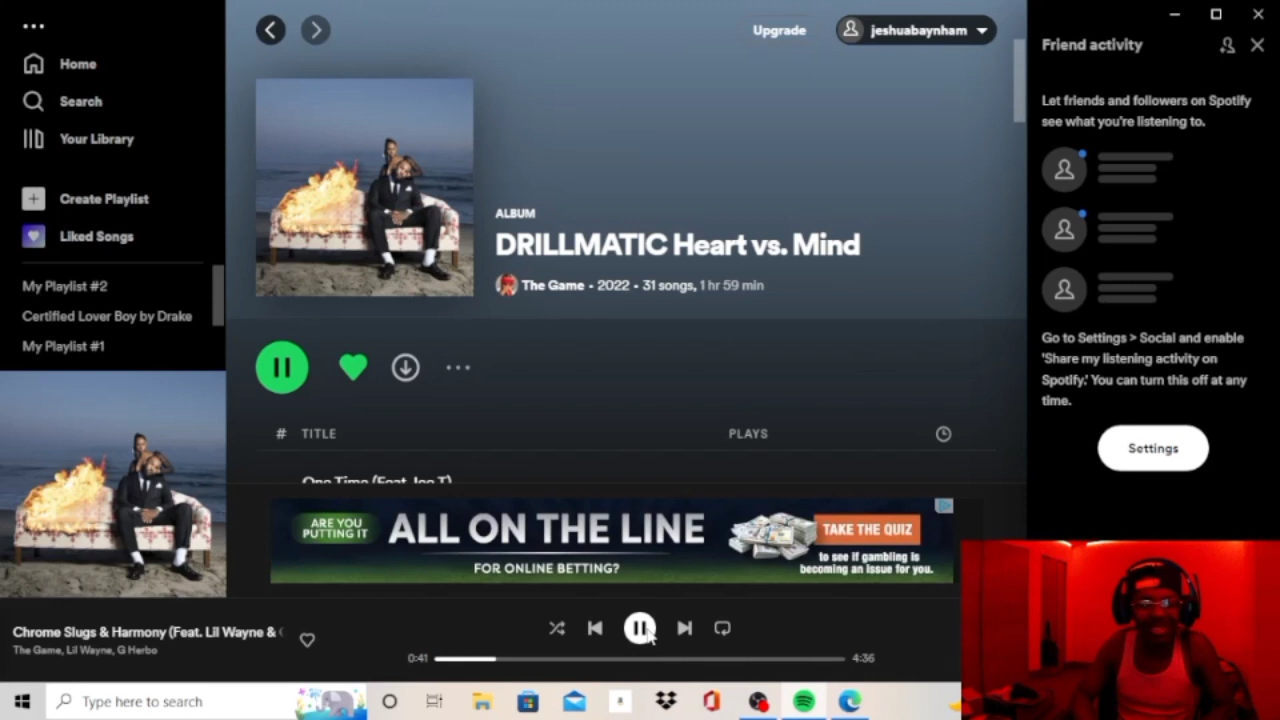 Home
Search
Your Library
Create Playlist
Liked Songs
My Playlist #2
Certified Lover Boy by Drake
My Playlist #1
Upgrade
jeshuabaynham
ALBUM
DRILLMATIC Heart vs. Mind
The Game • 2022 • 31 songs, 1 hr 59 min
# TITLE PLAYS
One Time (Feat. Joe T)
ARE YOU
PUTTING IT
ALL ON THE LINE
FOR ONLINE BETTING?
TAKE THE QUIZ
to see if gambling is
becoming an issue for you.
Friend activity
Let friends and followers on Spotify
see what you're listening to.
Go to Settings > Social and enable
'Share my listening activity on
Spotify.' You can turn this off at any
time.
Settings
Chrome Slugs & Harmony (Feat. Lil Wayne &
The Game, Lil Wayne, G Herbo
0:41
4:36
Type here to search